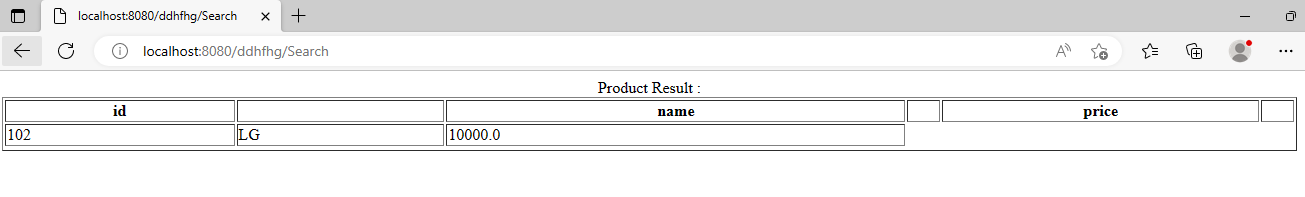 localhost:8080/ddhfhg/Search
localhost:8080/ddhfhg/Search
Product Result :
id name price
102 LG 10000.0